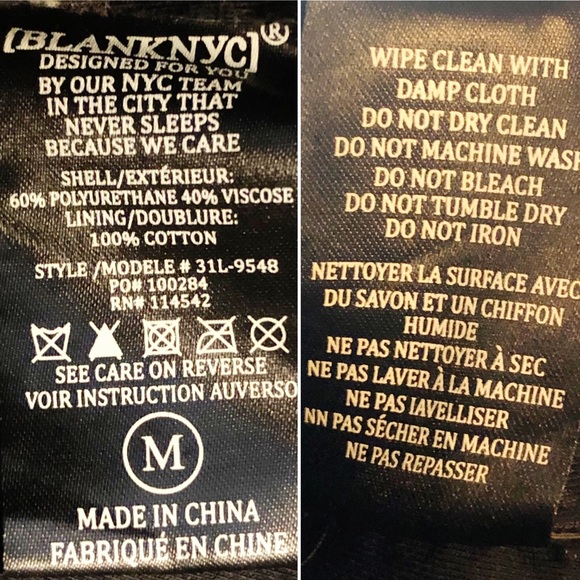 [BLANKNYC]®
DESIGNED FOR YOU
BY OUR NYC TEAM
IN THE CITY THAT
NEVER SLEEPS
BECAUSE WE CARE
SHELL/EXTÉRIEUR:
60% POLYURETHANE 40% VISCOSE
LINING/DOUBLURE:
100% COTTON
STYLE /MODELE # 31L-9548
PO# 100284
RN# 114542
SEE CARE ON REVERSE
VOIR INSTRUCTION AUVERSO
M
MADE IN CHINA
FABRIQUÉ EN CHINE
WIPE CLEAN WITH
DAMP CLOTH
DO NOT DRY CLEAN
DO NOT MACHINE WASH
DO NOT BLEACH
DO NOT TUMBLE DRY
DO NOT IRON
NETTOYER LA SURFACE AVEC
DU SAVON ET UN CHIFFON
HUMIDE
NE PAS NETTOYER À SEC
NE PAS LAVER À LA MACHINE
NE PAS IAVELLISER
NN PAS SÉCHER EN MACHINE
NE PAS REPASSER